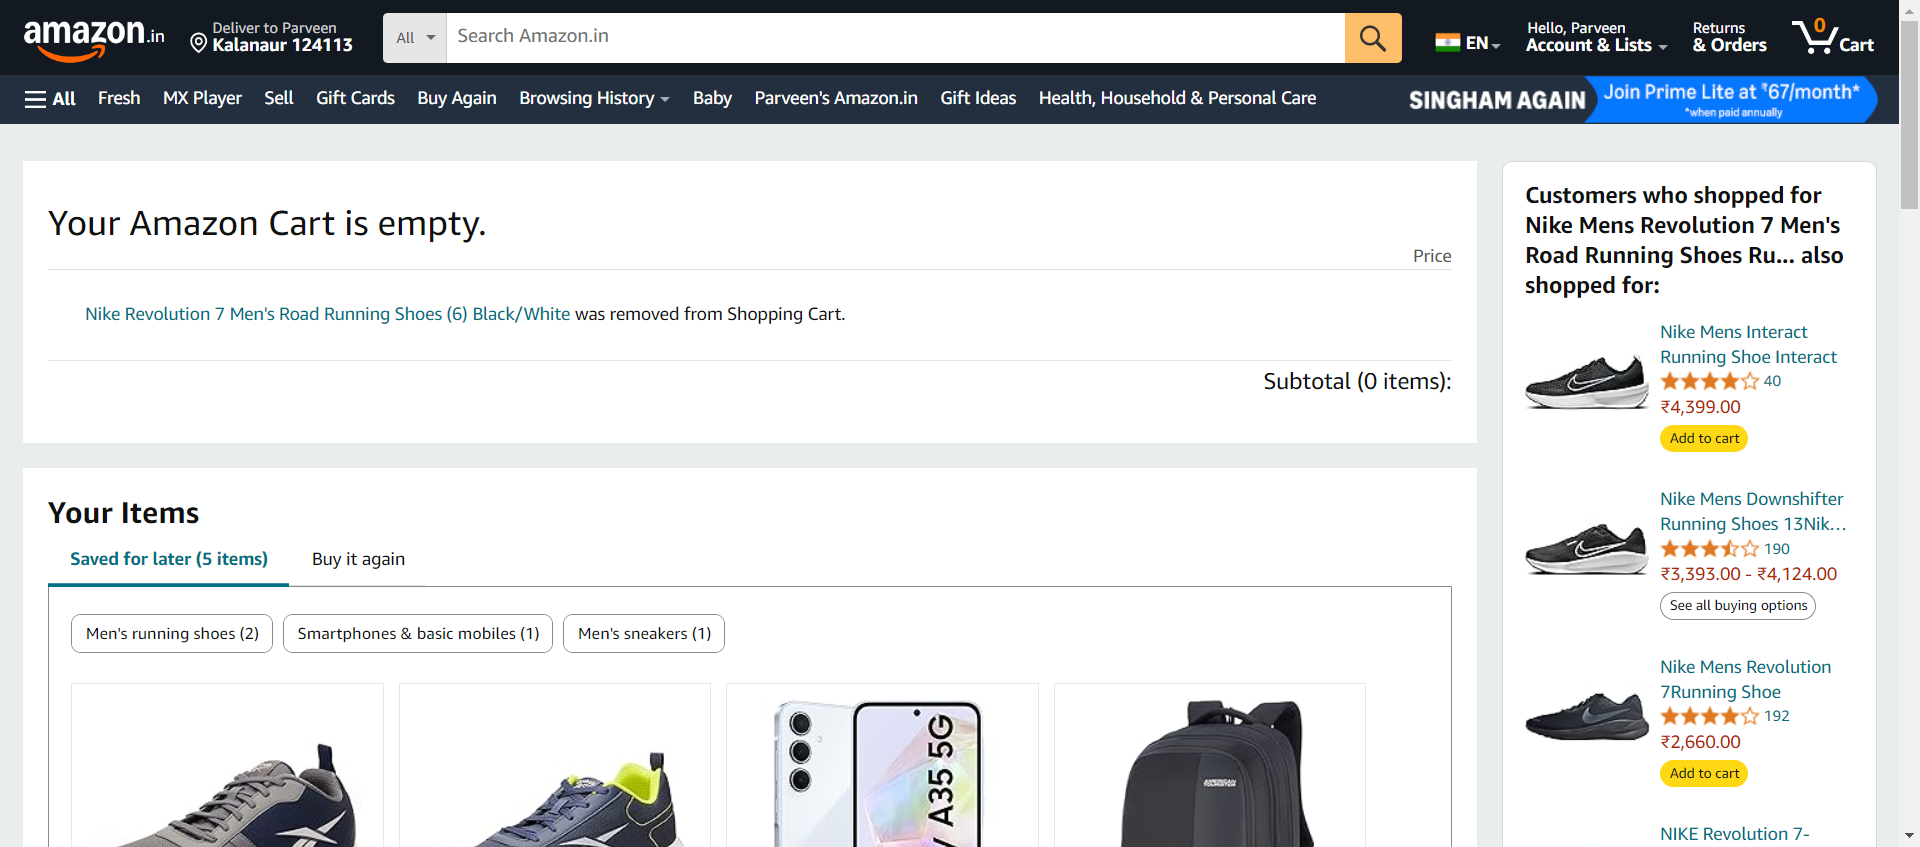 amazon.in
Deliver to Parveen
Kalanaur 124113
All
Search Amazon.in
EN
Hello, Parveen
Account & Lists
Returns
& Orders
0
Cart
All
Fresh
MX Player
Sell
Gift Cards
Buy Again
Browsing History
Baby
Parveen's Amazon.in
Gift Ideas
Health, Household & Personal Care
SINGHAM AGAIN
Join Prime Lite at ₹67/month*
*when paid annually
Your Amazon Cart is empty.
Price
Nike Revolution 7 Men's Road Running Shoes (6) Black/White was removed from Shopping Cart.
Subtotal (0 items):
Your Items
Saved for later (5 items)
Buy it again
Men's running shoes (2)
Smartphones & basic mobiles (1)
Men's sneakers (1)
A35 5G
AMERICAN
TOURISTER
Customers who shopped for
Nike Mens Revolution 7 Men's
Road Running Shoes Ru... also
shopped for:
Nike Mens Interact
Running Shoe Interact
40
₹4,399.00
Add to cart
Nike Mens Downshifter
Running Shoes 13Nik...
190
₹3,393.00 - ₹4,124.00
See all buying options
Nike Mens Revolution
7Running Shoe
192
₹2,660.00
Add to cart
NIKE Revolution 7-